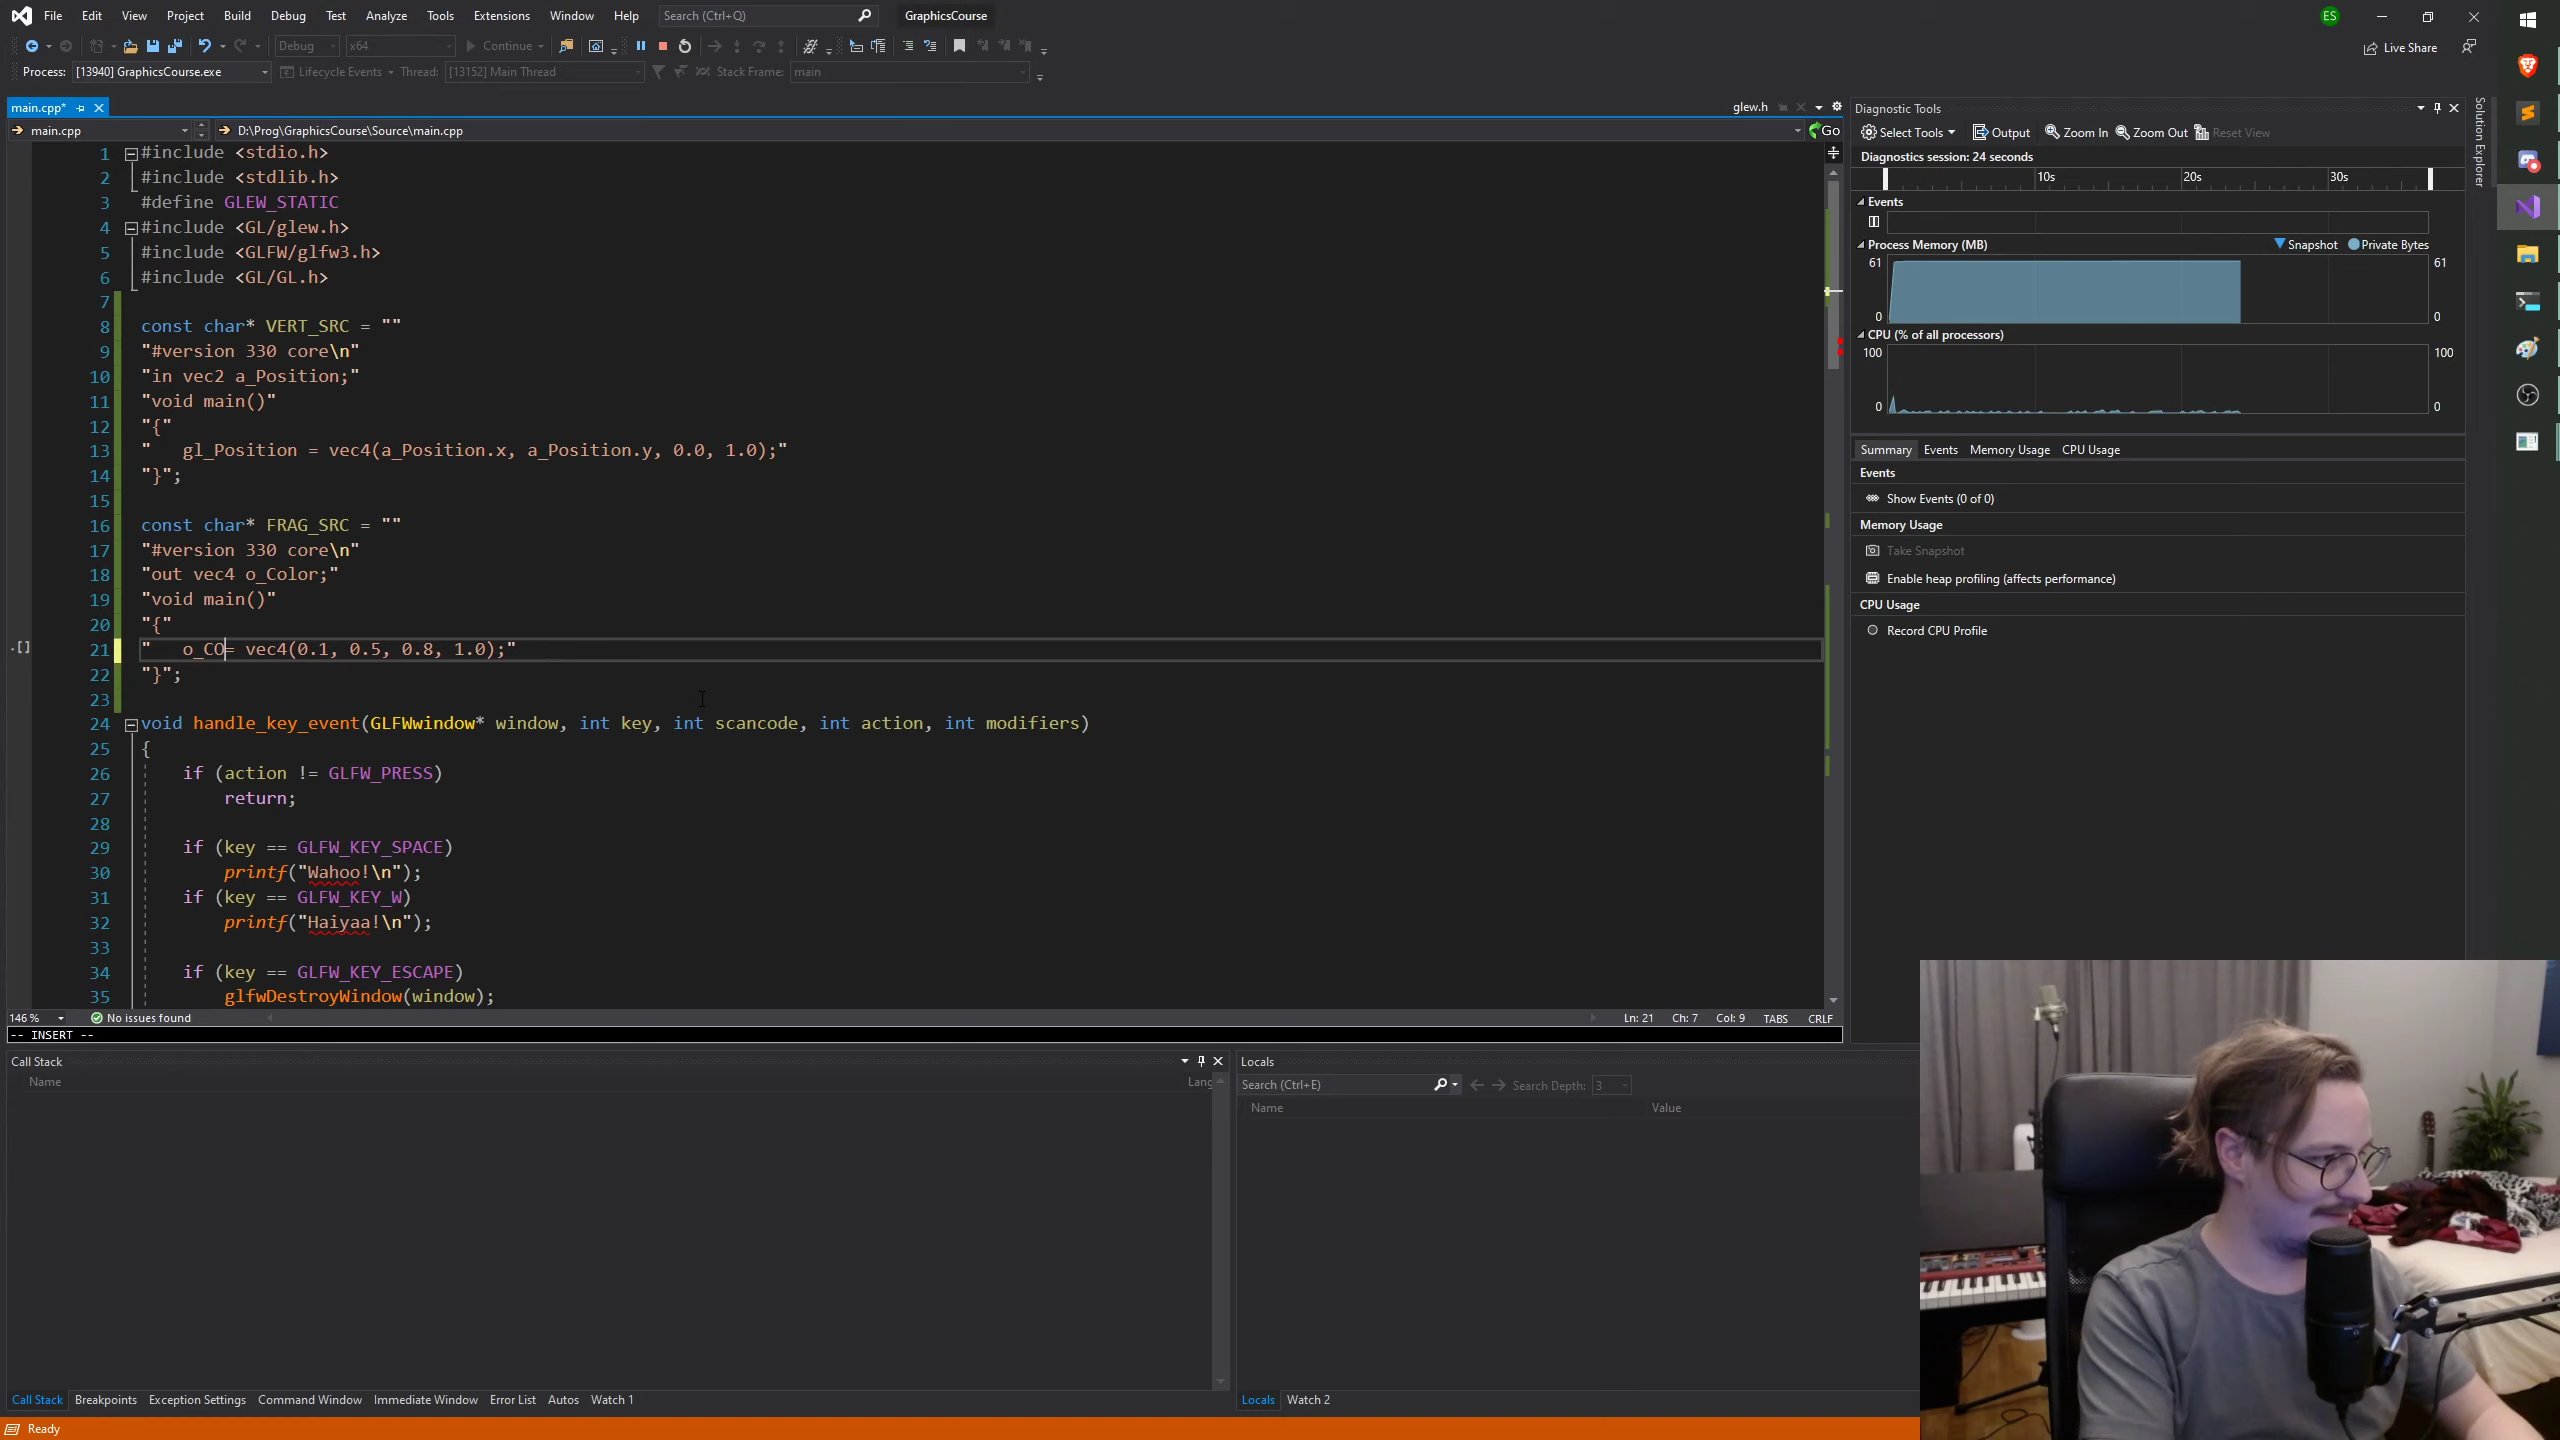 File Edit View Project Build Debug Test Analyze Tools Extensions Window Help Search (Ctrl+Q) GraphicsCourse ES
Debug x64 Continue Live Share
Process: [13940] GraphicsCourse.exe Lifecycle Events Thread: [13152] Main Thread Stack Frame: main
main.cpp* glew.h
main.cpp D:\Prog\GraphicsCourse\Source\main.cpp Go
1 #include <stdio.h>
2 #include <stdlib.h>
3 #define GLEW_STATIC
4 #include <GL/glew.h>
5 #include <GLFW/glfw3.h>
6 #include <GL/GL.h>
7
8 const char* VERT_SRC = ""
9 "#version 330 core\n"
10 "in vec2 a_Position;"
11 "void main()"
12 "{"
13 "   gl_Position = vec4(a_Position.x, a_Position.y, 0.0, 1.0);"
14 "}";
15
16 const char* FRAG_SRC = ""
17 "#version 330 core\n"
18 "out vec4 o_Color;"
19 "void main()"
20 "{"
21 "   o_CO= vec4(0.1, 0.5, 0.8, 1.0);"
22 "}";
23
24 void handle_key_event(GLFWwindow* window, int key, int scancode, int action, int modifiers)
25 {
26 if (action != GLFW_PRESS)
27 return;
28
29 if (key == GLFW_KEY_SPACE)
30 printf("Wahoo!\n");
31 if (key == GLFW_KEY_W)
32 printf("Haiyaa!\n");
33
34 if (key == GLFW_KEY_ESCAPE)
35 glfwDestroyWindow(window);
146 % No issues found Ln: 21 Ch: 7 Col: 9 TABS CRLF
-- INSERT --
Diagnostic Tools
Select Tools Output Zoom In Zoom Out Reset View
Diagnostics session: 24 seconds
10s 20s 30s
Events
Process Memory (MB) Snapshot Private Bytes
61 61
0 0
CPU (% of all processors)
100 100
0 0
Summary Events Memory Usage CPU Usage
Events
Show Events (0 of 0)
Memory Usage
Take Snapshot
Enable heap profiling (affects performance)
CPU Usage
Record CPU Profile
Solution Explorer
Call Stack
Name Lang
Call Stack Breakpoints Exception Settings Command Window Immediate Window Error List Autos Watch 1
Locals
Search (Ctrl+E) Search Depth: 3
Name Value
Locals Watch 2
Ready